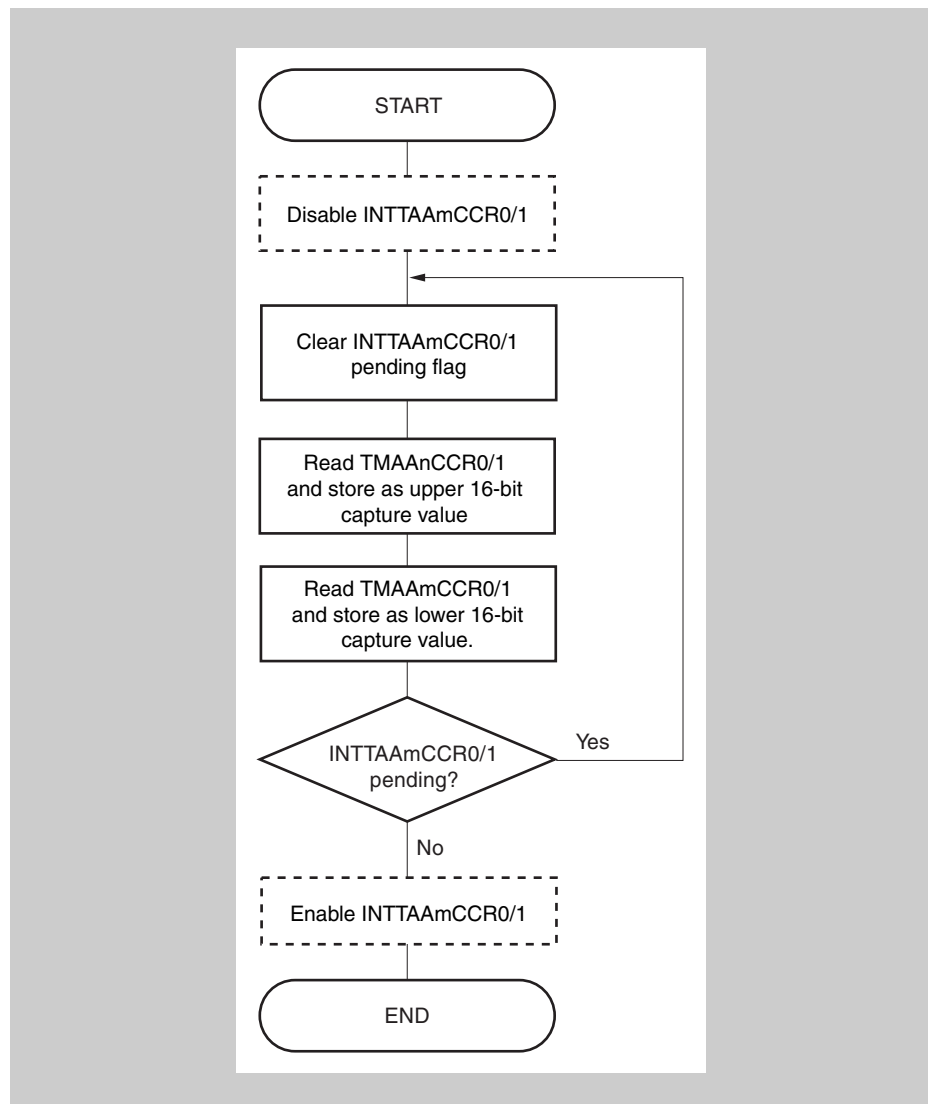 START
Disable INTTAAmCCR0/1
Clear INTTAAmCCR0/1
pending flag
Read TMAAnCCR0/1
and store as upper 16-bit
capture value
Read TMAAmCCR0/1
and store as lower 16-bit
capture value.
INTTAAmCCR0/1
pending?
Yes
No
Enable INTTAAmCCR0/1
END